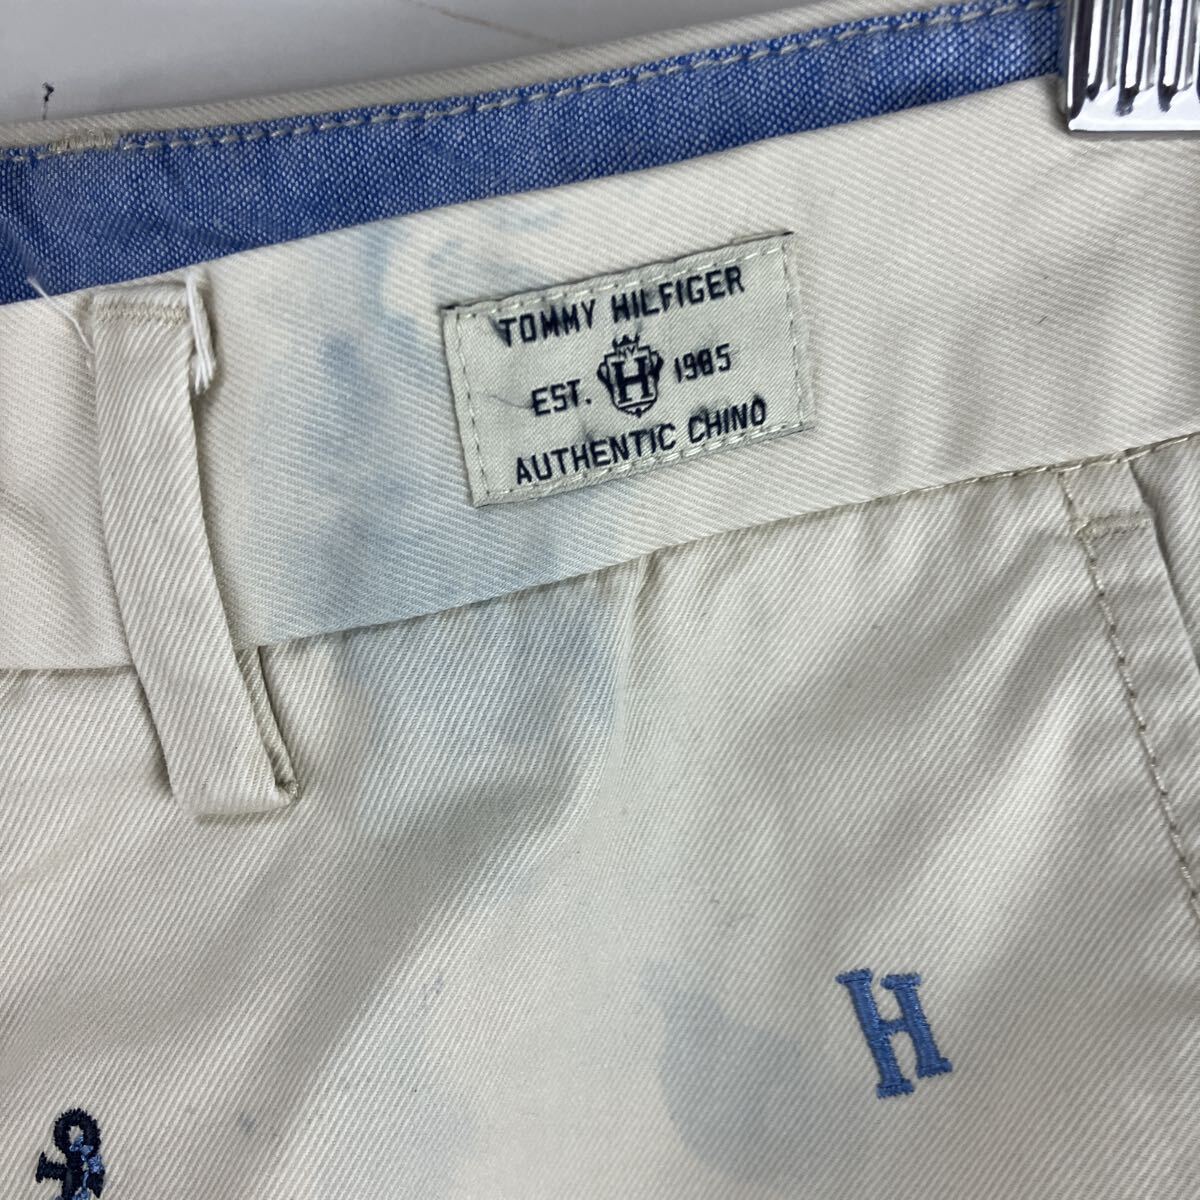 TOMMY HILFIGER
EST. H 1985
AUTHENTIC CHINO
H